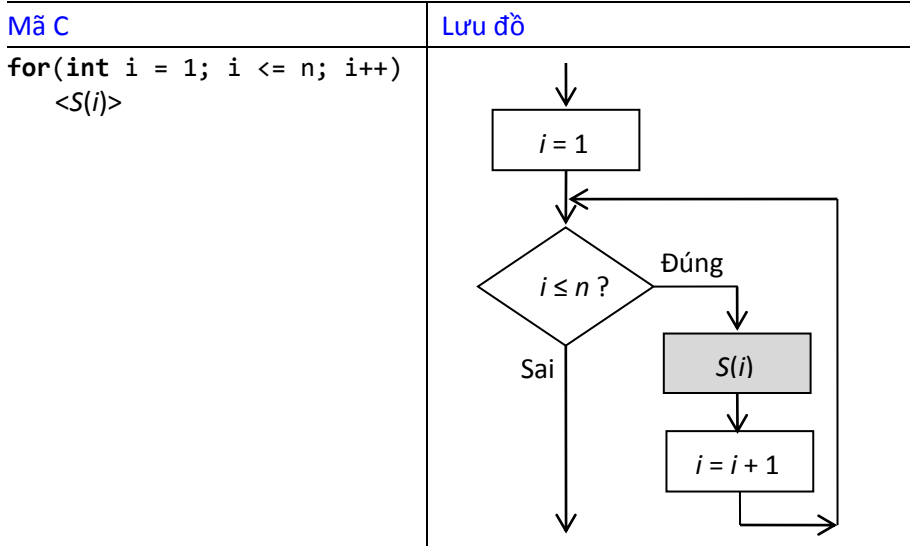 Mã C
Lưu đồ
for(int i = 1; i <= n; i++)
<S(i)>
i = 1
i ≤ n ?
Đúng
Sai
S(i)
i = i + 1